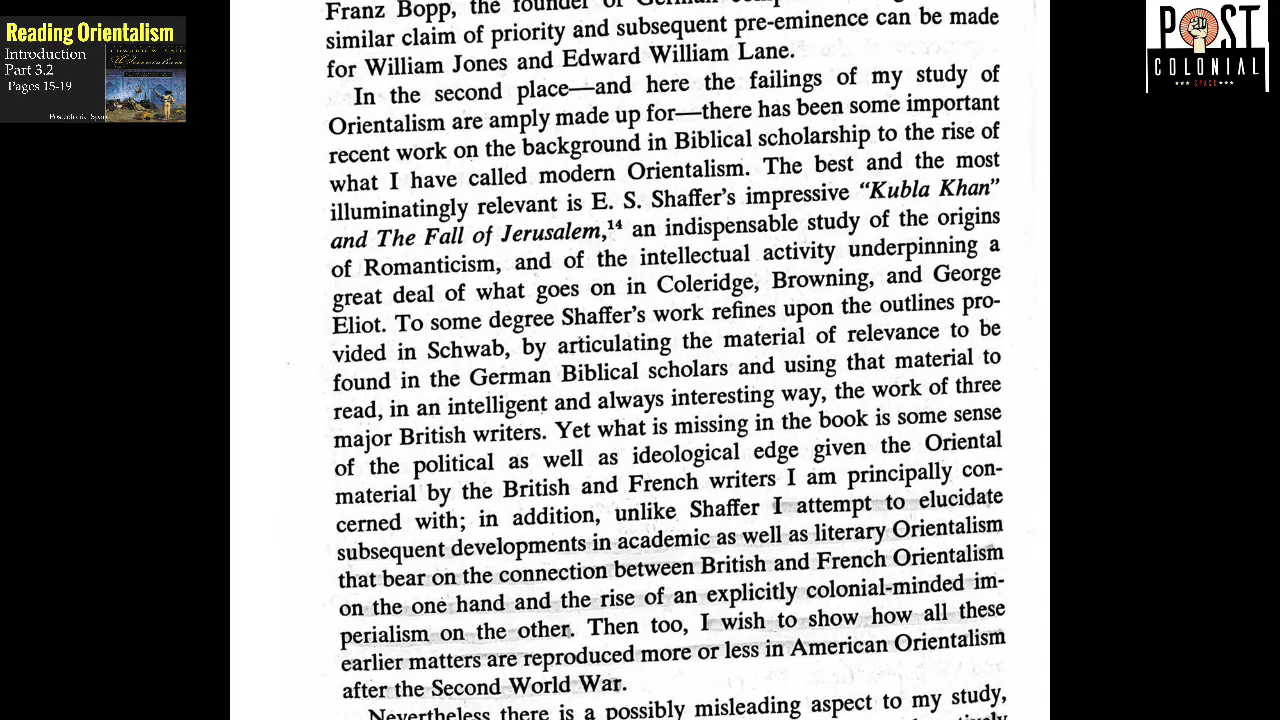 Reading Orientalism
Introduction
Part 3.2
Pages 15-19
POST
COLONIAL
SPACE
Franz Bopp, the founder of German
similar claim of priority and subsequent pre-eminence can be made
for William Jones and Edward William Lane.
In the second place—and here the failings of my study of
Orientalism are amply made up for—there has been some important
recent work on the background in Biblical scholarship to the rise of
what I have called modern Orientalism. The best and the most
illuminatingly relevant is E. S. Shaffer's impressive “Kubla Khan”
and The Fall of Jerusalem,¹⁴ an indispensable study of the origins
of Romanticism, and of the intellectual activity underpinning a
great deal of what goes on in Coleridge, Browning, and George
Eliot. To some degree Shaffer's work refines upon the outlines pro-
vided in Schwab, by articulating the material of relevance to be
found in the German Biblical scholars and using that material to
read, in an intelligent and always interesting way, the work of three
major British writers. Yet what is missing in the book is some sense
of the political as well as ideological edge given the Oriental
material by the British and French writers I am principally con-
cerned with; in addition, unlike Shaffer I attempt to elucidate
subsequent developments in academic as well as literary Orientalism
that bear on the connection between British and French Orientalism
on the one hand and the rise of an explicitly colonial-minded im-
perialism on the other. Then too, I wish to show how all these
earlier matters are reproduced more or less in American Orientalism
after the Second World War.
Nevertheless there is a possibly misleading aspect to my study,